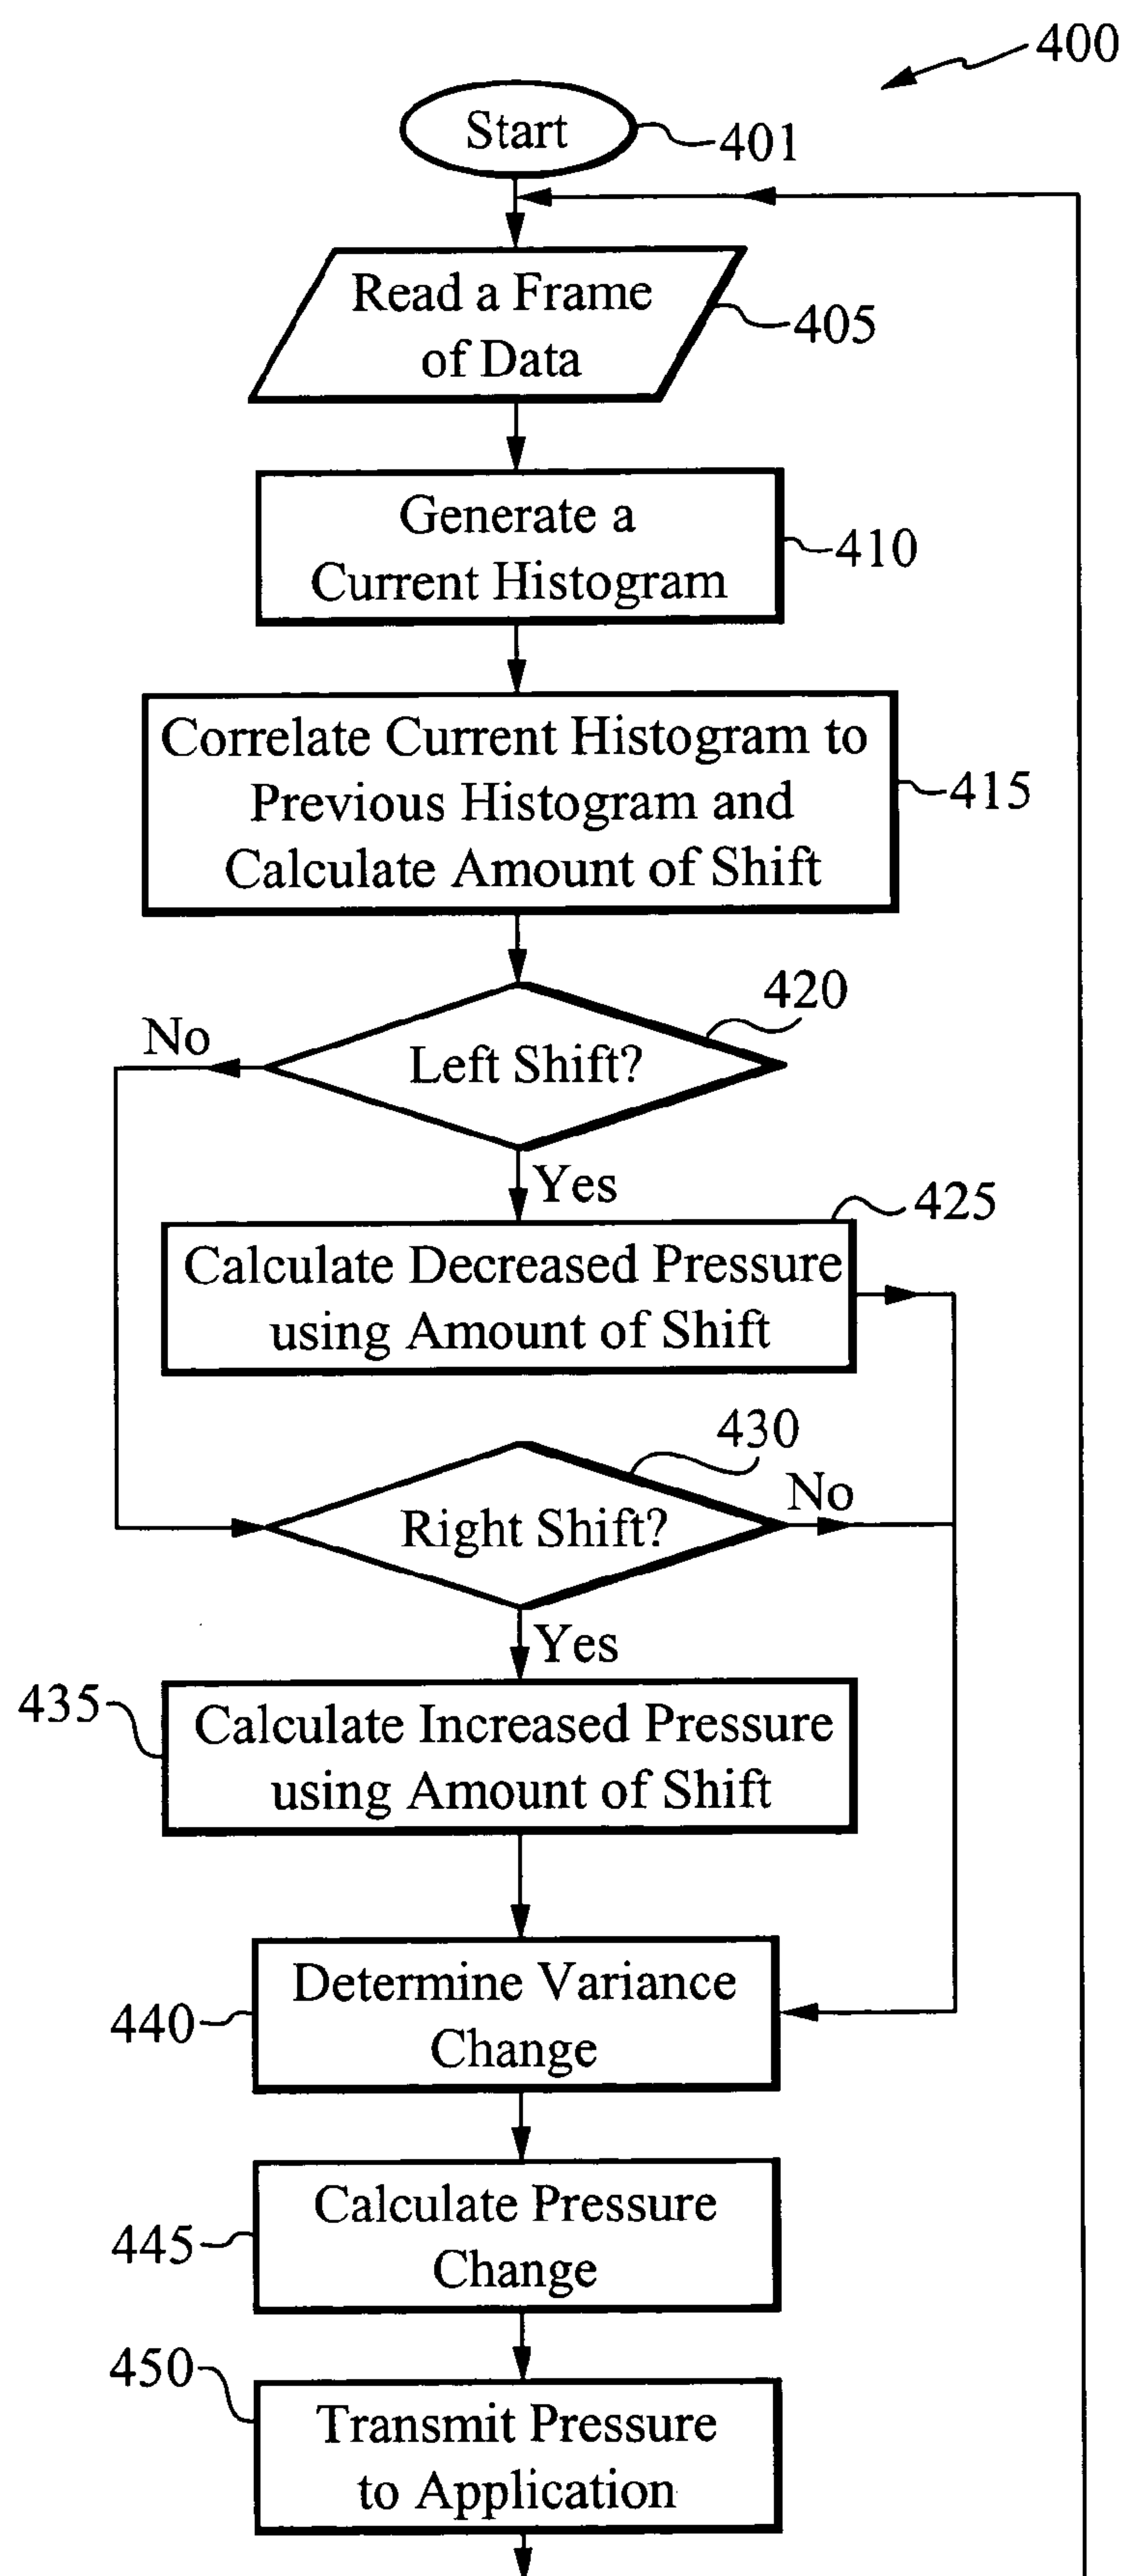 400
Start
401
Read a Frame
of Data
405
Generate a
Current Histogram
410
Correlate Current Histogram to
Previous Histogram and
Calculate Amount of Shift
415
420
No
Left Shift?
Yes
425
Calculate Decreased Pressure
using Amount of Shift
430
No
Right Shift?
Yes
435
Calculate Increased Pressure
using Amount of Shift
Determine Variance
Change
440
Calculate Pressure
Change
445
450
Transmit Pressure
to Application